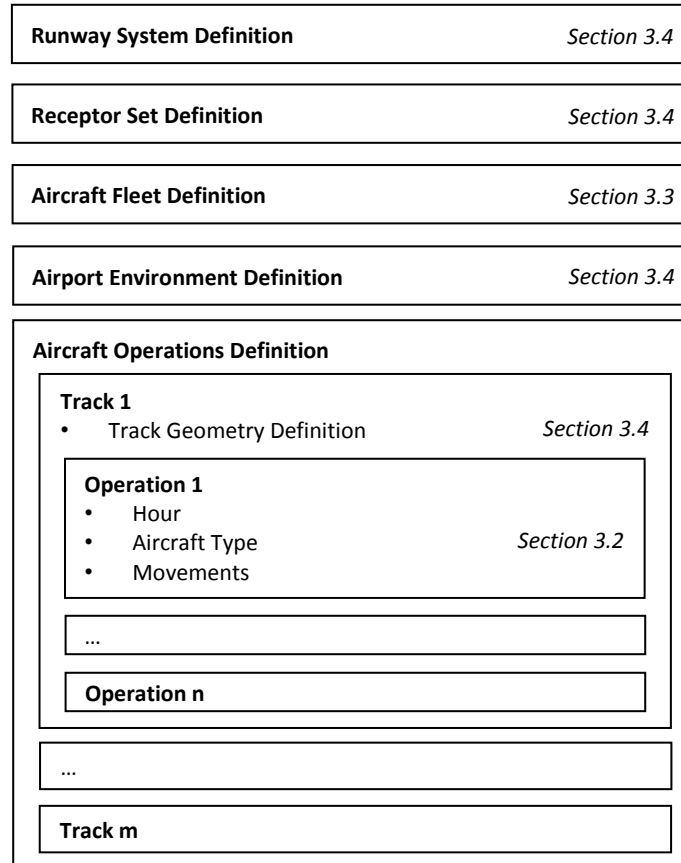 Runway System Definition Section 3.4
Receptor Set Definition Section 3.4
Aircraft Fleet Definition Section 3.3
Airport Environment Definition Section 3.4
Aircraft Operations Definition
Track 1
• Track Geometry Definition Section 3.4
Operation 1
• Hour
• Aircraft Type Section 3.2
• Movements
...
Operation n
...
Track m